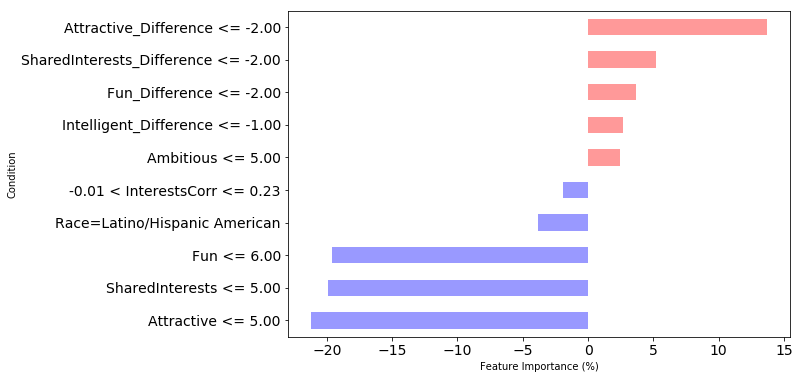 Attractive_Difference <= -2.00
SharedInterests_Difference <= -2.00
Fun_Difference <= -2.00
Intelligent_Difference <= -1.00
Ambitious <= 5.00
-0.01 < InterestsCorr <= 0.23
Race=Latino/Hispanic American
Fun <= 6.00
SharedInterests <= 5.00
Attractive <= 5.00
Condition
−20 −15 −10 −5 0 5 10 15
Feature Importance (%)